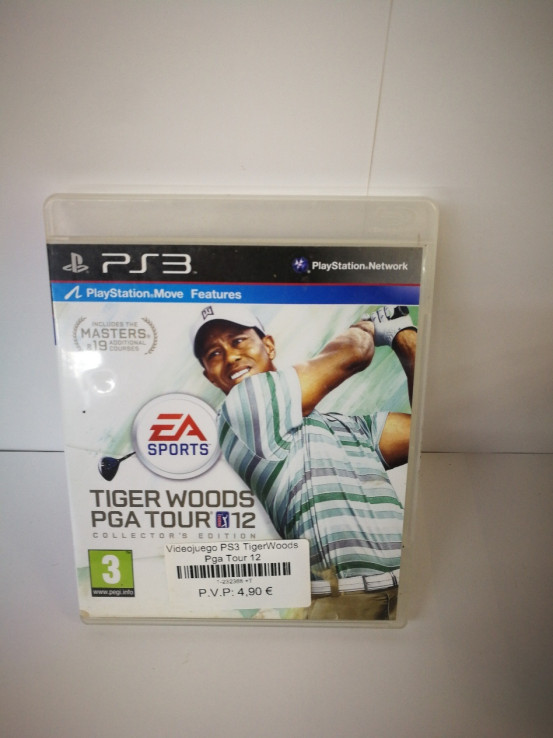 PS3
PlayStation®Network
PlayStation®Move Features
INCLUDES THE
MASTERS
+19 ADDITIONAL
COURSES
EA
SPORTS
TIGER WOODS
PGA TOUR 12
COLLECTOR'S EDITION
Videojuego PS3 TigerWoods
Pga Tour 12
P.V.P: 4,90 €
3
www.pegi.info